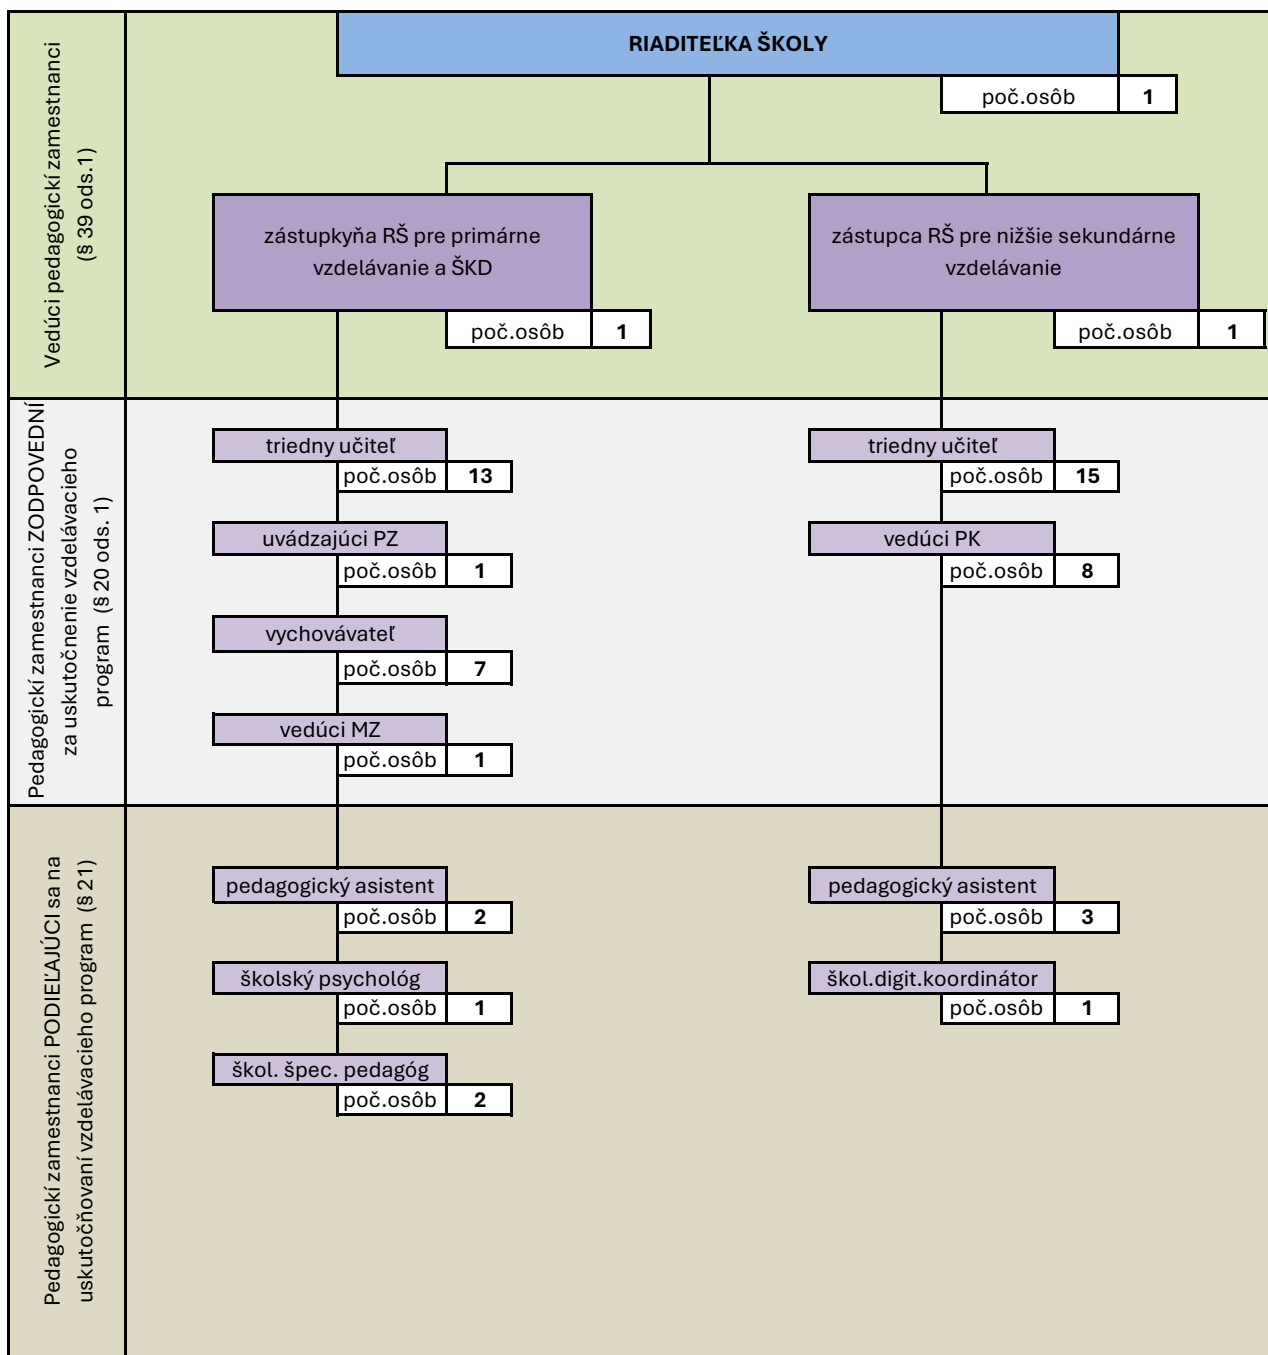 RIADITEĽKA ŠKOLY
poč.osôb 1
Vedúci pedagogickí zamestnanci
(§ 39 ods.1)
zástupkyňa RŠ pre primárne
vzdelávanie a ŠKD
poč.osôb 1
zástupca RŠ pre nižšie sekundárne
vzdelávanie
poč.osôb 1
Pedagogickí zamestnanci ZODPOVEDNÍ
za uskutočnenie vzdelávacieho
program (§ 20 ods. 1)
triedny učiteľ
poč.osôb 13
uvádzajúci PZ
poč.osôb 1
vychovávateľ
poč.osôb 7
vedúci MZ
poč.osôb 1
triedny učiteľ
poč.osôb 15
vedúci PK
poč.osôb 8
Pedagogickí zamestnanci PODIEĽAJÚCI sa na
uskutočňovaní vzdelávacieho program (§ 21)
pedagogický asistent
poč.osôb 2
školský psychológ
poč.osôb 1
škol. špec. pedagóg
poč.osôb 2
pedagogický asistent
poč.osôb 3
škol.digit.koordinátor
poč.osôb 1